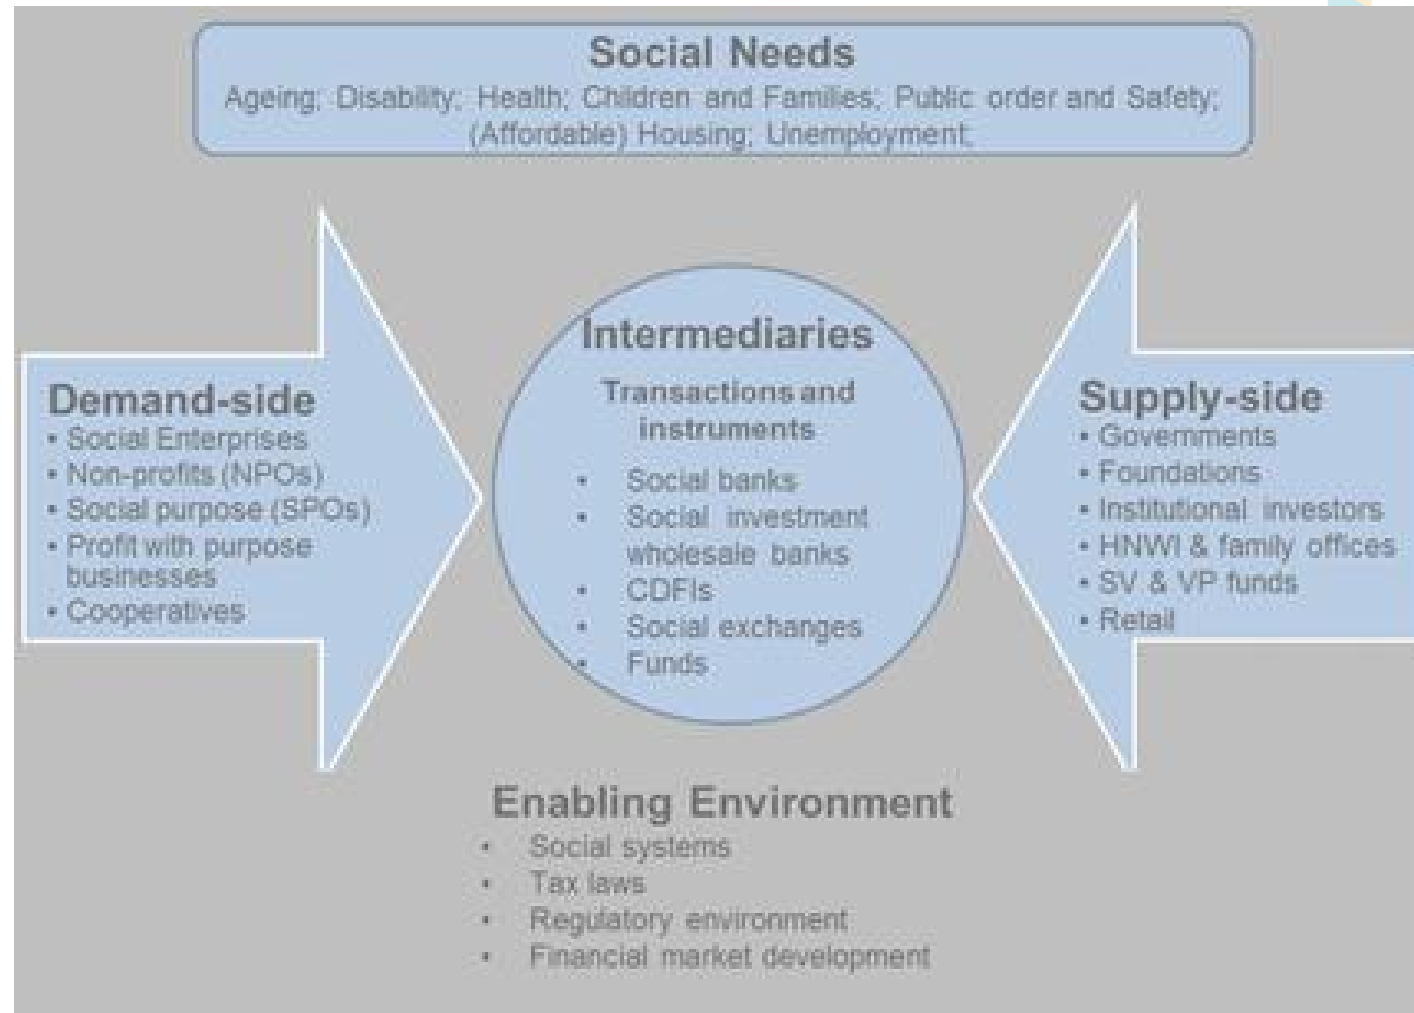 Social Needs
Ageing; Disability; Health; Children and Families; Public order and Safety;
(Affordable) Housing; Unemployment;
Demand-side
• Social Enterprises
• Non-profits (NPOs)
• Social purpose (SPOs)
• Profit with purpose
businesses
• Cooperatives
Intermediaries
Transactions and
instruments
• Social banks
• Social investment
wholesale banks
• CDFIs
• Social exchanges
• Funds
Supply-side
• Governments
• Foundations
• Institutional investors
• HNWI & family offices
• SV & VP funds
• Retail
Enabling Environment
• Social systems
• Tax laws
• Regulatory environment
• Financial market development